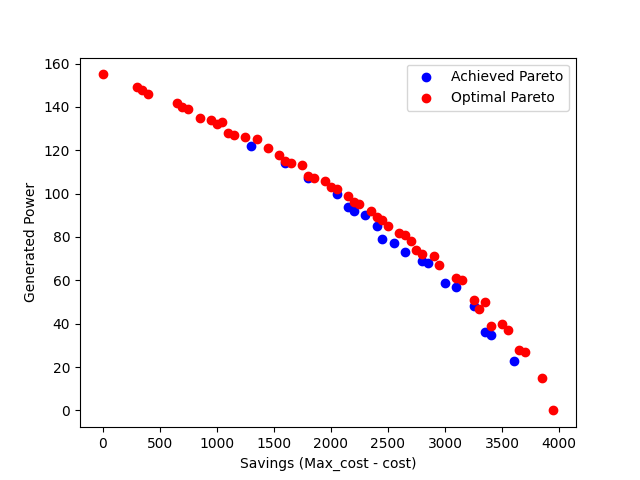 160
140
120
100
80
60
40
20
0
Generated Power
Achieved Pareto
Optimal Pareto
0 500 1000 1500 2000 2500 3000 3500 4000
Savings (Max_cost - cost)